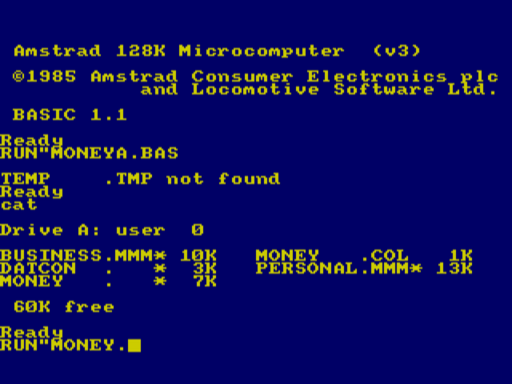 Amstrad 128K Microcomputer (v3)
©1985 Amstrad Consumer Electronics plc
and Locomotive Software Ltd.
BASIC 1.1
Ready
RUN"MONEYA.BAS
TEMP .TMP not found
Ready
cat
Drive A: user 0
BUSINESS.MMM* 10K MONEY .COL 1K
DATCON . * 3K PERSONAL.MMM* 13K
MONEY . * 7K
60K free
Ready
RUN"MONEY.